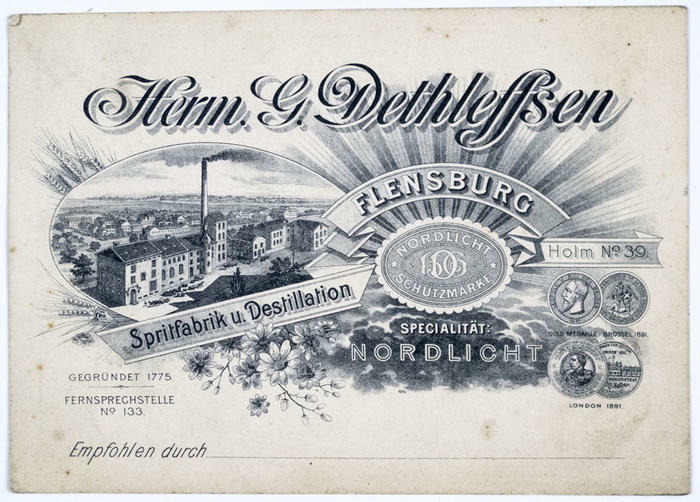 Herm. G. Dethleffsen
FLENSBURG
NORDLICHT
SCHUTZMARKE
Holm No 39.
Spritfabrik u. Destillation
SPECIALITÄT:
NORDLICHT
GOLD MEDAILLE BRÜSSEL 1891.
LONDON 1891.
GEGRÜNDET 1775.
FERNSPRECHSTELLE
No 133.
Empfohlen durch